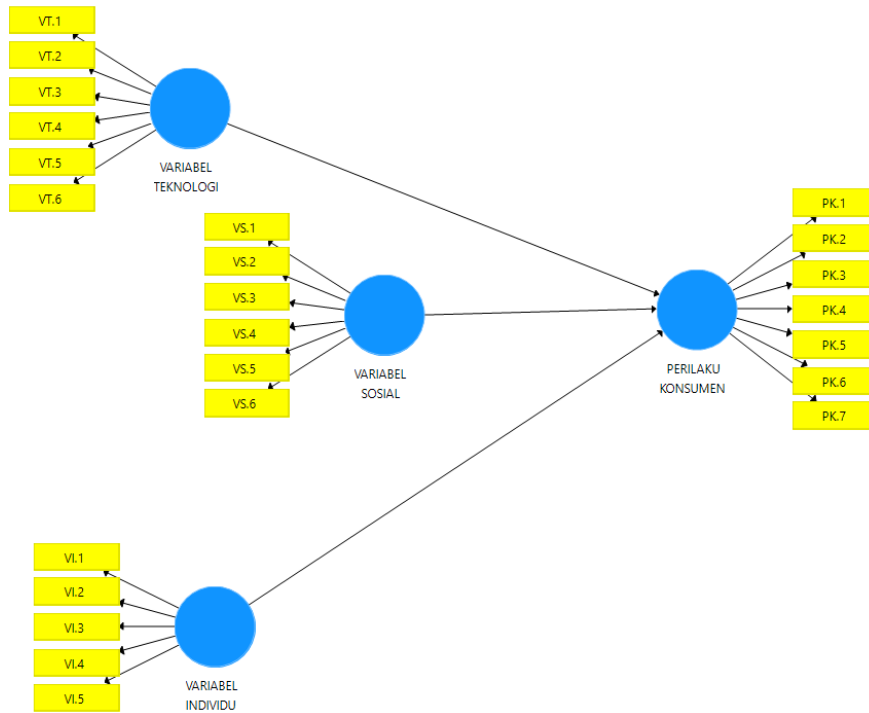 VT.1
VT.2
VT.3
VT.4
VT.5
VT.6
VARIABEL
TEKNOLOGI
VS.1
VS.2
VS.3
VS.4
VS.5
VS.6
VARIABEL
SOSIAL
PK.1
PK.2
PK.3
PK.4
PK.5
PK.6
PK.7
PERILAKU
KONSUMEN
VI.1
VI.2
VI.3
VI.4
VI.5
VARIABEL
INDIVIDU